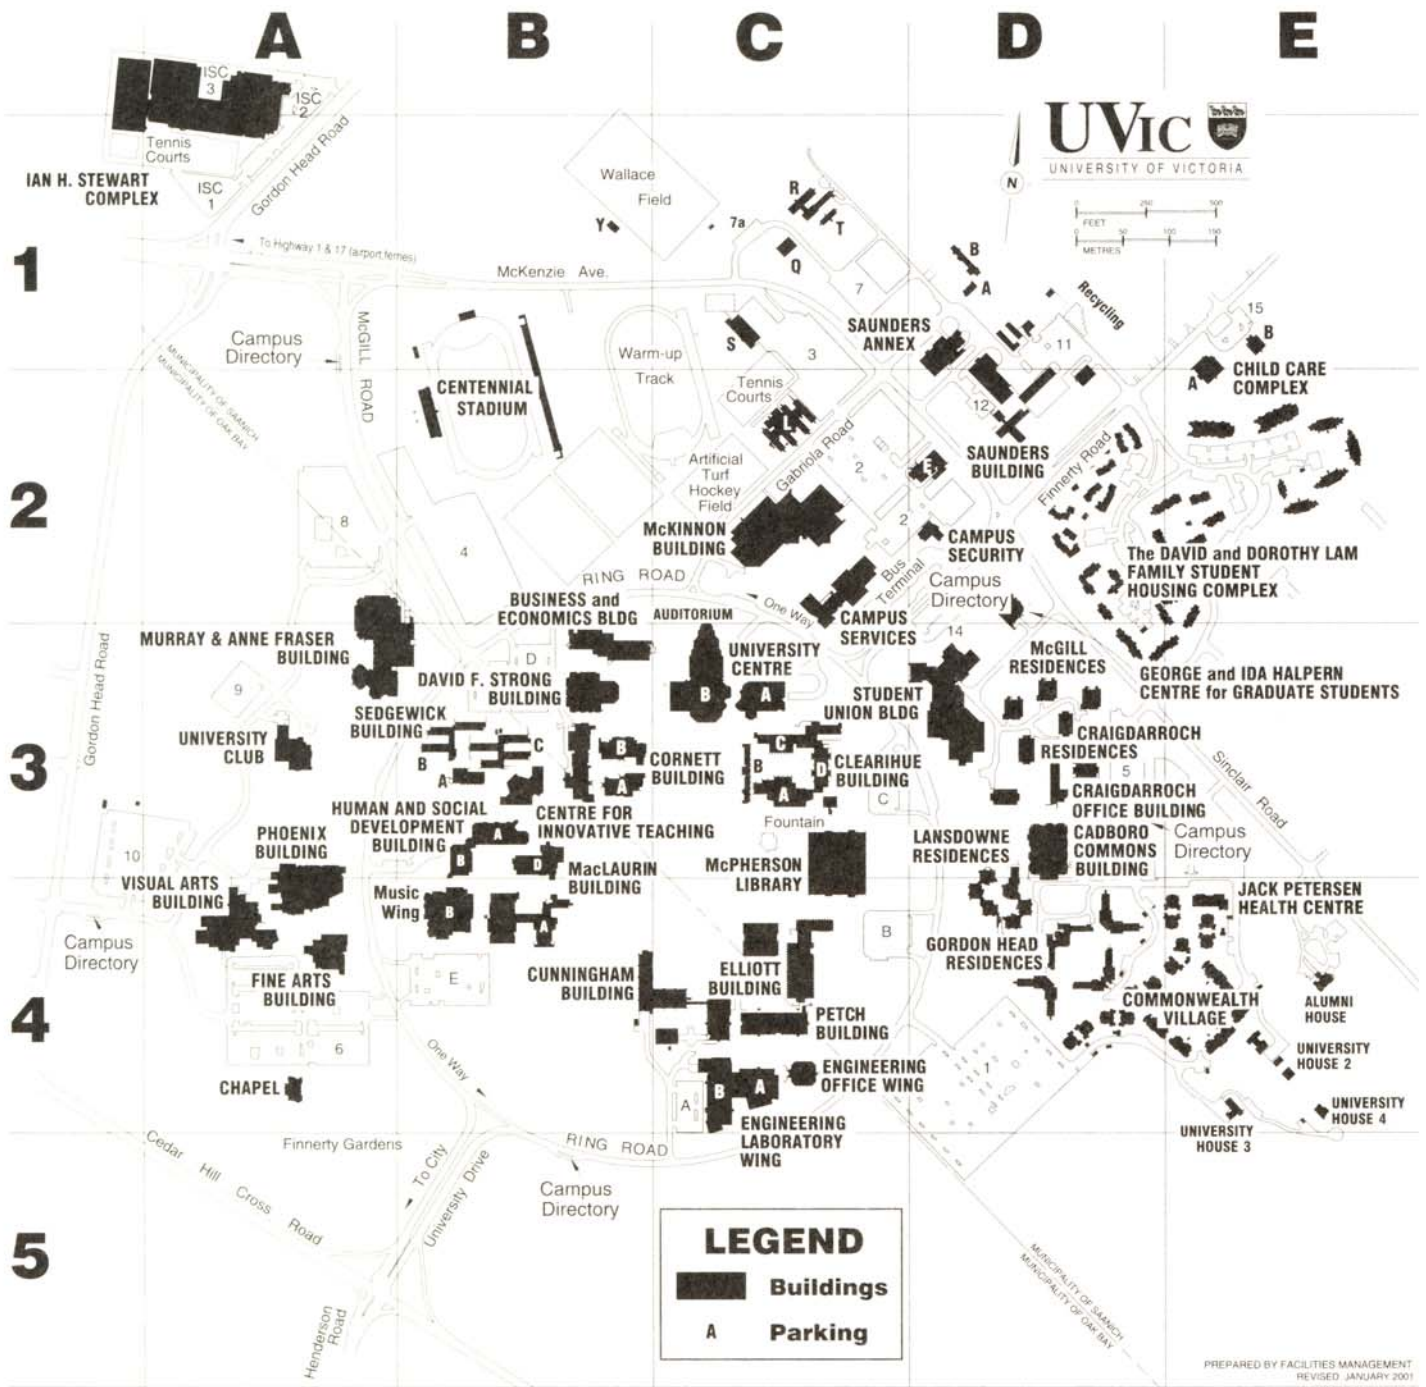 A B C D E
ISC
3
ISC
2
Tennis
Courts
IAN H. STEWART
COMPLEX
ISC
1
Gordon Head Road
Wallace
Field
Y
7a
R
T
Q
7
UVIC
UNIVERSITY OF VICTORIA
N
0 250 500
FEET
0 50 100 150
METRES
1
To Highway 1 & 17 (airport,ferries)
McKenzie Ave.
B
A
Recycling
15
B
A
CHILD CARE
COMPLEX
Campus
Directory
McGILL ROAD
MUNICIPALITY OF SAANICH
MUNICIPALITY OF OAK BAY
CENTENNIAL
STADIUM
Warm-up
Track
S
3
SAUNDERS
ANNEX
11
12
Tennis
Courts
L
Gabriola Road
2
E
SAUNDERS
BUILDING
Finnerty Road
Artificial
Turf
Hockey
Field
2
8
4
McKINNON
BUILDING
2
CAMPUS
SECURITY
Bus
Terminal
Campus
Directory
The DAVID and DOROTHY LAM
FAMILY STUDENT
HOUSING COMPLEX
RING ROAD
One Way
BUSINESS and
ECONOMICS BLDG
AUDITORIUM
CAMPUS
SERVICES
14
MURRAY & ANNE FRASER
BUILDING
D
UNIVERSITY
CENTRE
B
A
McGILL
RESIDENCES
GEORGE and IDA HALPERN
CENTRE for GRADUATE STUDENTS
Gordon Head Road
9
DAVID F. STRONG
BUILDING
STUDENT
UNION BLDG
SEDGEWICK
BUILDING
C
B
A
UNIVERSITY
CLUB
3
B
A
CORNETT
BUILDING
C
B
D
A
CLEARIHUE
BUILDING
C
CRAIGDARROCH
RESIDENCES
5
CRAIGDARROCH
OFFICE BUILDING
Sinclair Road
HUMAN AND SOCIAL
DEVELOPMENT
BUILDING
A
B
CENTRE FOR
INNOVATIVE TEACHING
Fountain
LANSDOWNE
RESIDENCES
CADBORO
COMMONS
BUILDING
Campus
Directory
PHOENIX
BUILDING
10
D
MacLAURIN
BUILDING
McPHERSON
LIBRARY
VISUAL ARTS
BUILDING
Music
Wing
B
A
JACK PETERSEN
HEALTH CENTRE
Campus
Directory
B
GORDON HEAD
RESIDENCES
FINE ARTS
BUILDING
E
CUNNINGHAM
BUILDING
ELLIOTT
BUILDING
COMMONWEALTH
VILLAGE
ALUMNI
HOUSE
4
6
PETCH
BUILDING
One Way
1
UNIVERSITY
HOUSE 2
CHAPEL
A
B
A
ENGINEERING
OFFICE WING
ENGINEERING
LABORATORY
WING
UNIVERSITY
HOUSE 3
UNIVERSITY
HOUSE 4
Cedar Hill Cross Road
Finnerty Gardens
To City
University Drive
RING ROAD
Campus
Directory
5
Henderson
Road
LEGEND
Buildings
A Parking
MUNICIPALITY OF SAANICH
MUNICIPALITY OF OAK BAY
PREPARED BY FACILITIES MANAGEMENT
REVISED JANUARY 2001